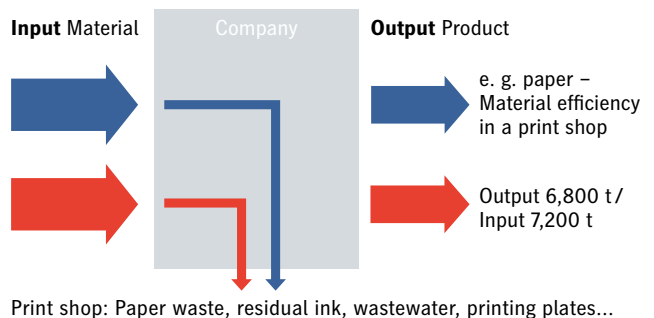 Input Material
Company
Output Product
e. g. paper –
Material efficiency
in a print shop
Output 6,800 t/
Input 7,200 t
Print shop: Paper waste, residual ink, wastewater, printing plates...